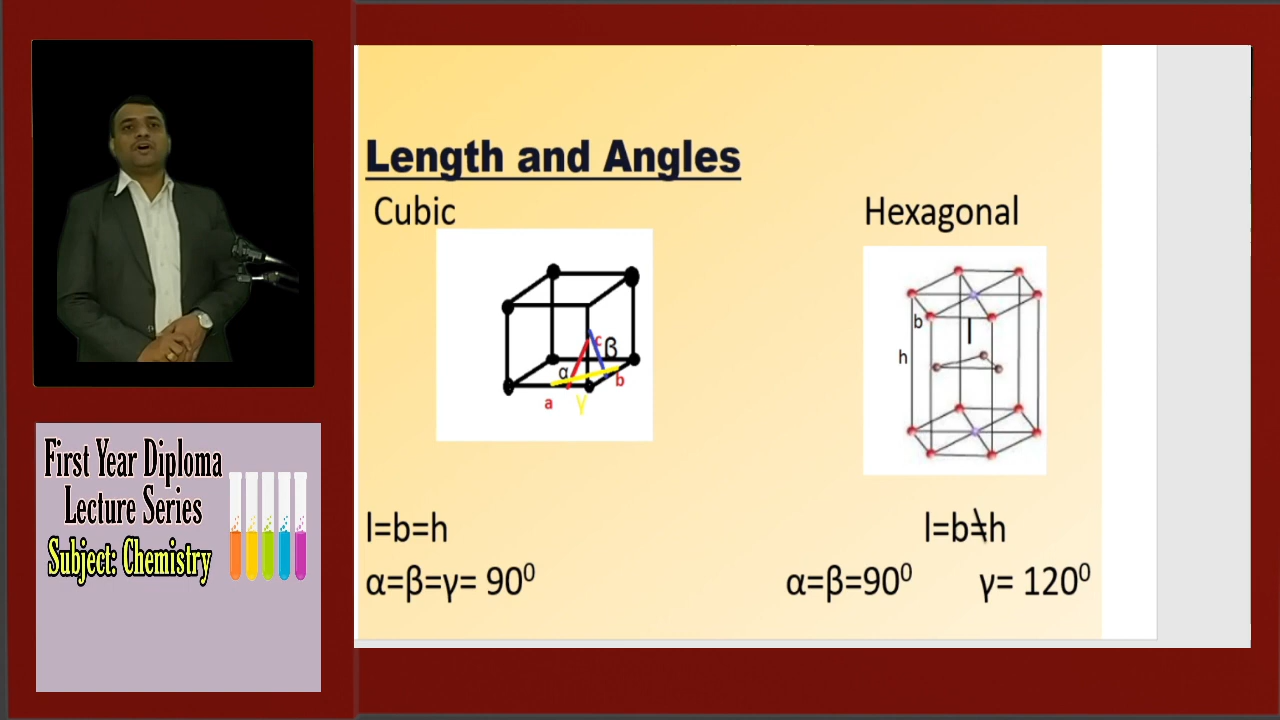 Length and Angles
Cubic
Hexagonal
c
β
α
b
a
γ
b
l
h
l=b=h
l=b≠h
α=β=γ= 90⁰
α=β=90⁰ γ= 120⁰
First Year Diploma
Lecture Series
Subject: Chemistry